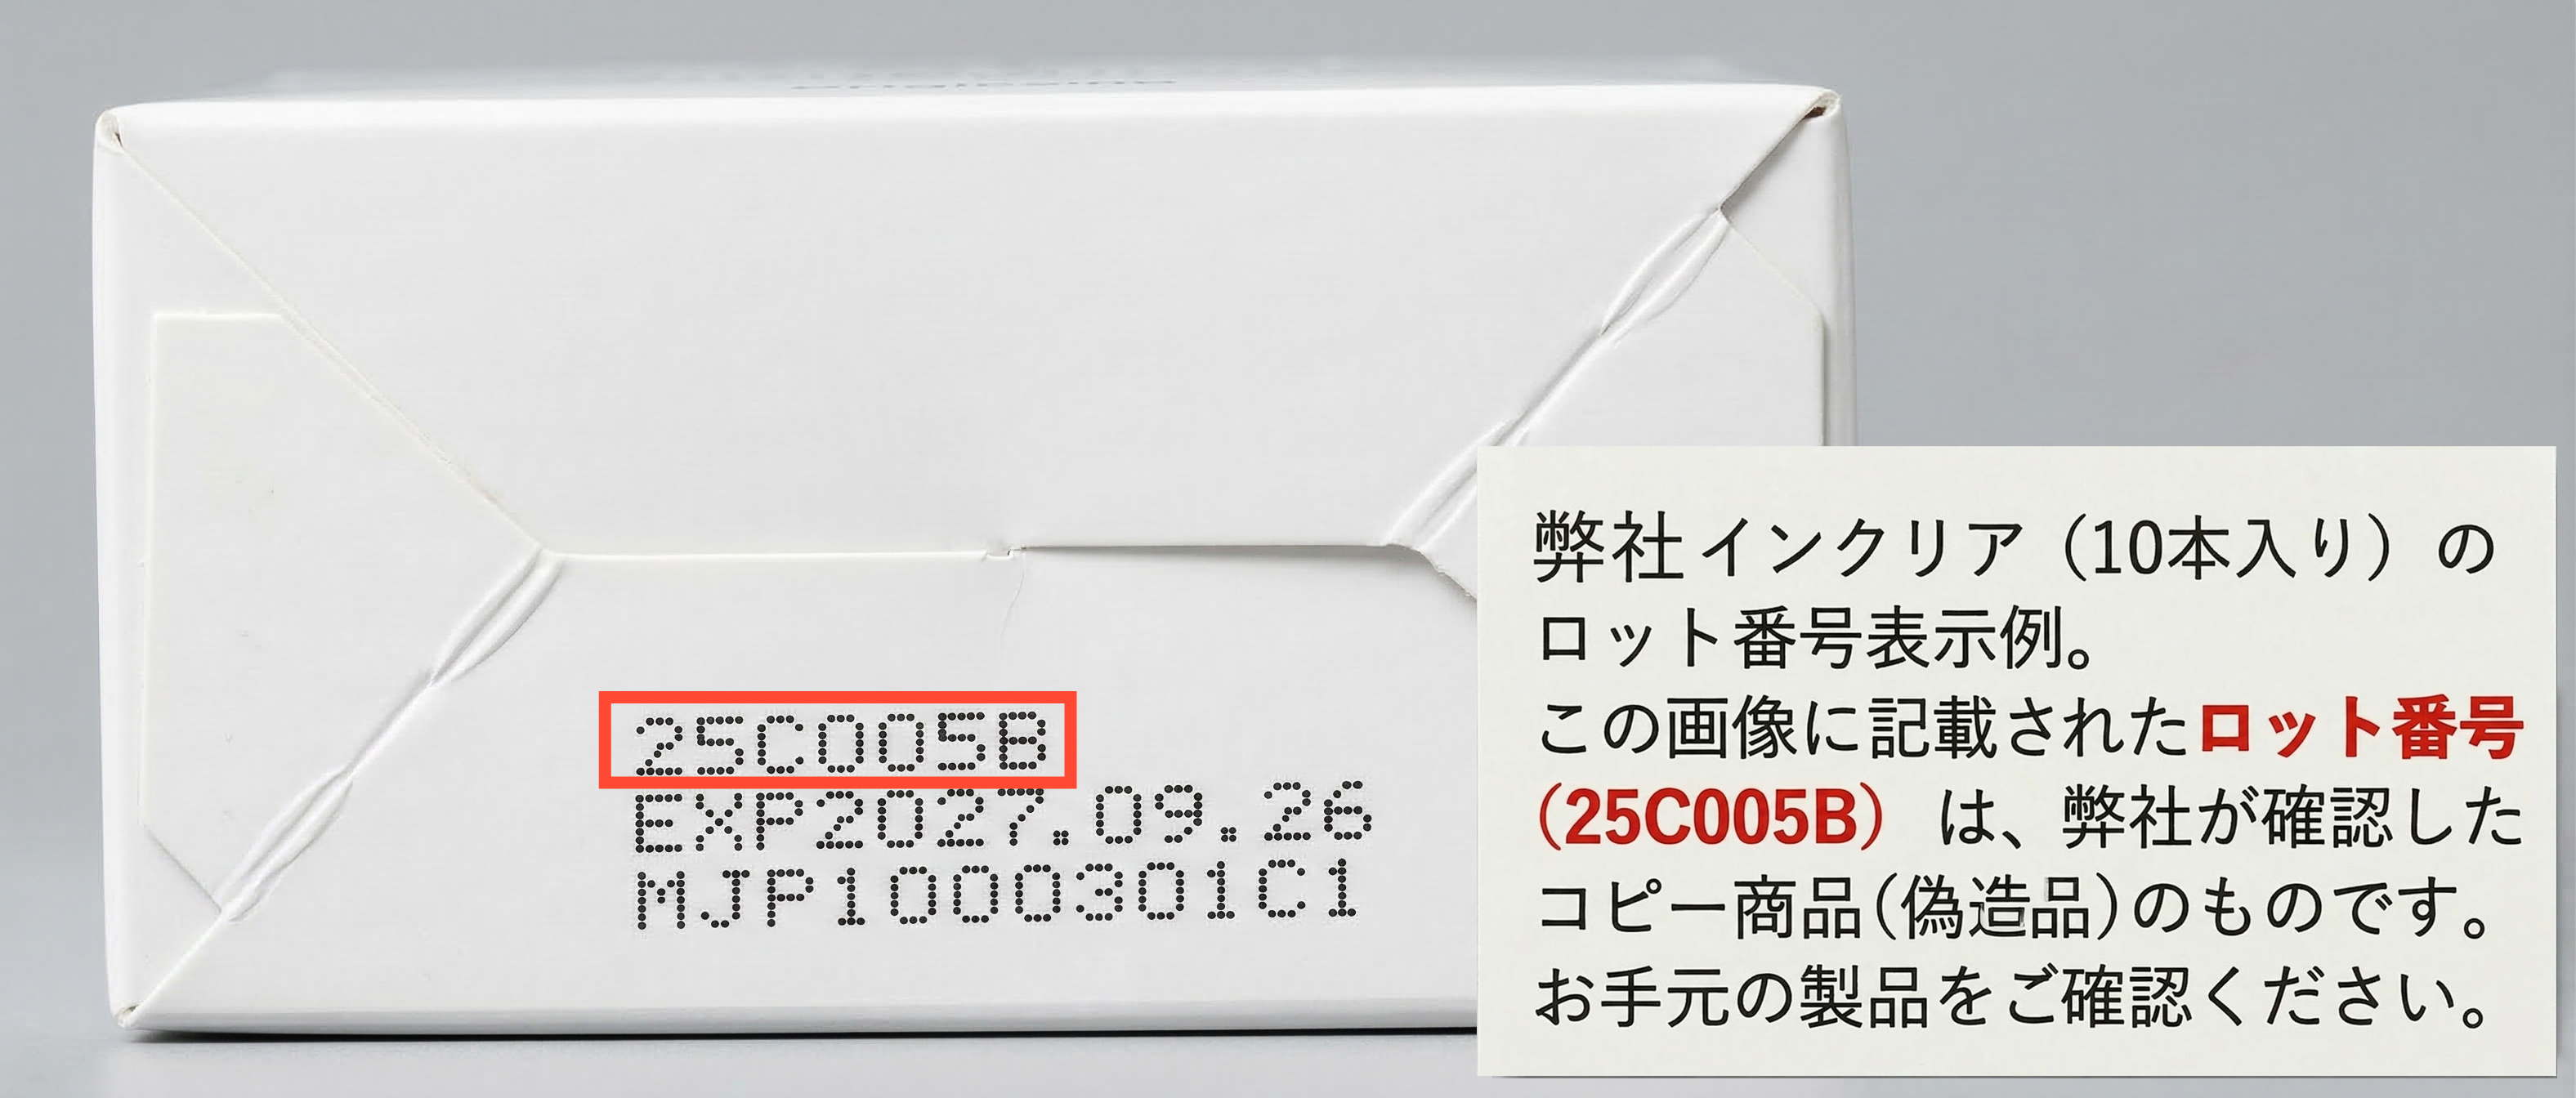 25C005B
EXP2027.09.26
MJP1000301C1
弊社インクリア（10本入り）の
ロット番号表示例。
この画像に記載されたロット番号
（25C005B）は、弊社が確認した
コピー商品（偽造品）のものです。
お手元の製品をご確認ください。